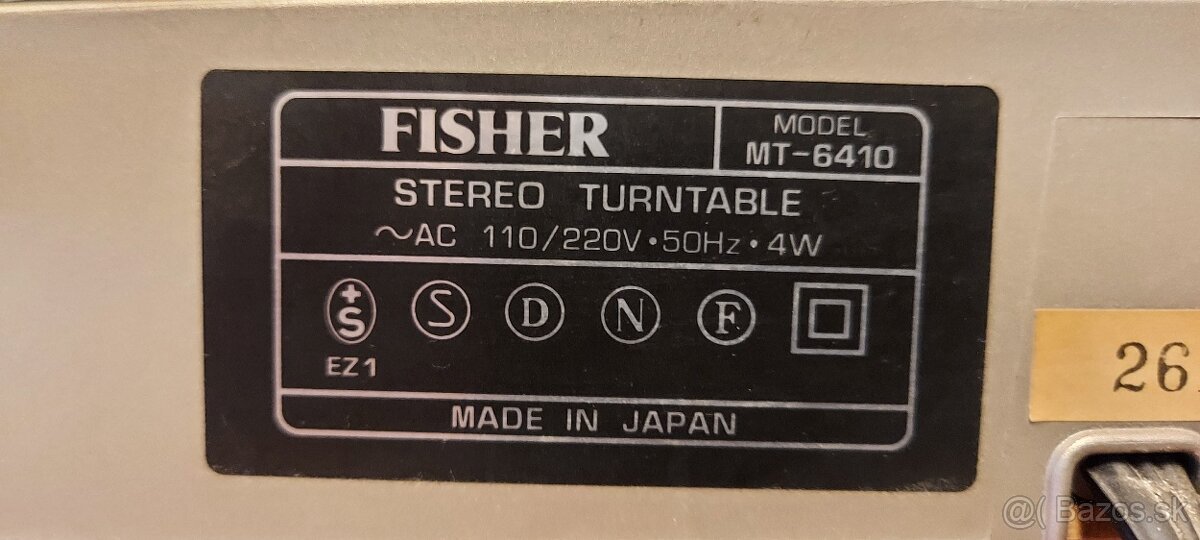 FISHER
MODEL
MT-6410
STEREO TURNTABLE
~AC 110/220V·50Hz·4W
+S S D N F
EZ1
MADE IN JAPAN
26
@( Bazos.sk